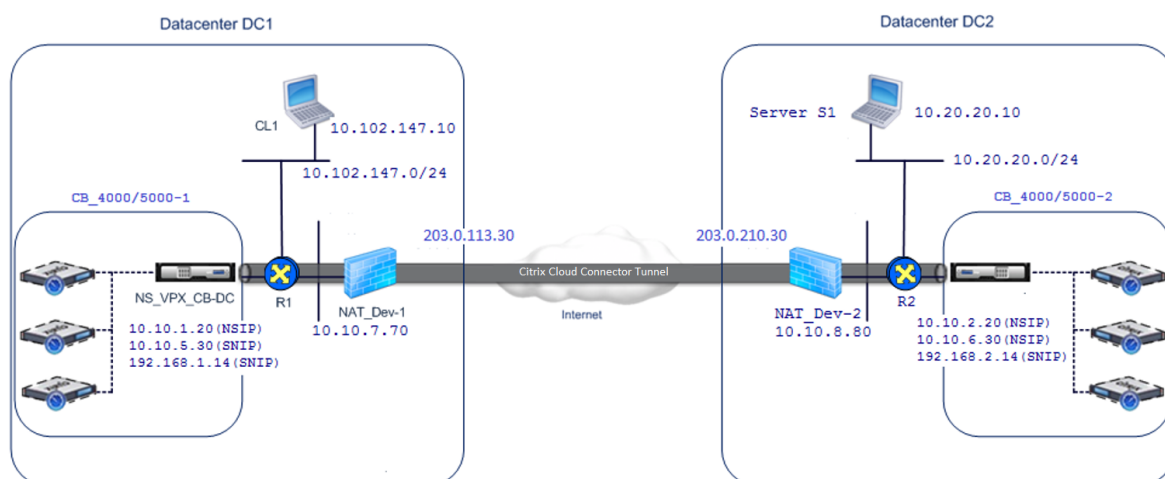 Datacenter DC1
Datacenter DC2
CL1
10.102.147.10
10.102.147.0/24
Server S1
10.20.20.10
10.20.20.0/24
CB_4000/5000-1
CB_4000/5000-2
203.0.113.30
203.0.210.30
Citrix Cloud Connector Tunnel
Internet
NS_VPX_CB-DC
R1
NAT_Dev-1
10.10.7.70
NAT_Dev-2
10.10.8.80
R2
10.10.1.20(NSIP)
10.10.5.30(SNIP)
192.168.1.14(SNIP)
10.10.2.20(NSIP)
10.10.6.30(NSIP)
192.168.2.14(SNIP)